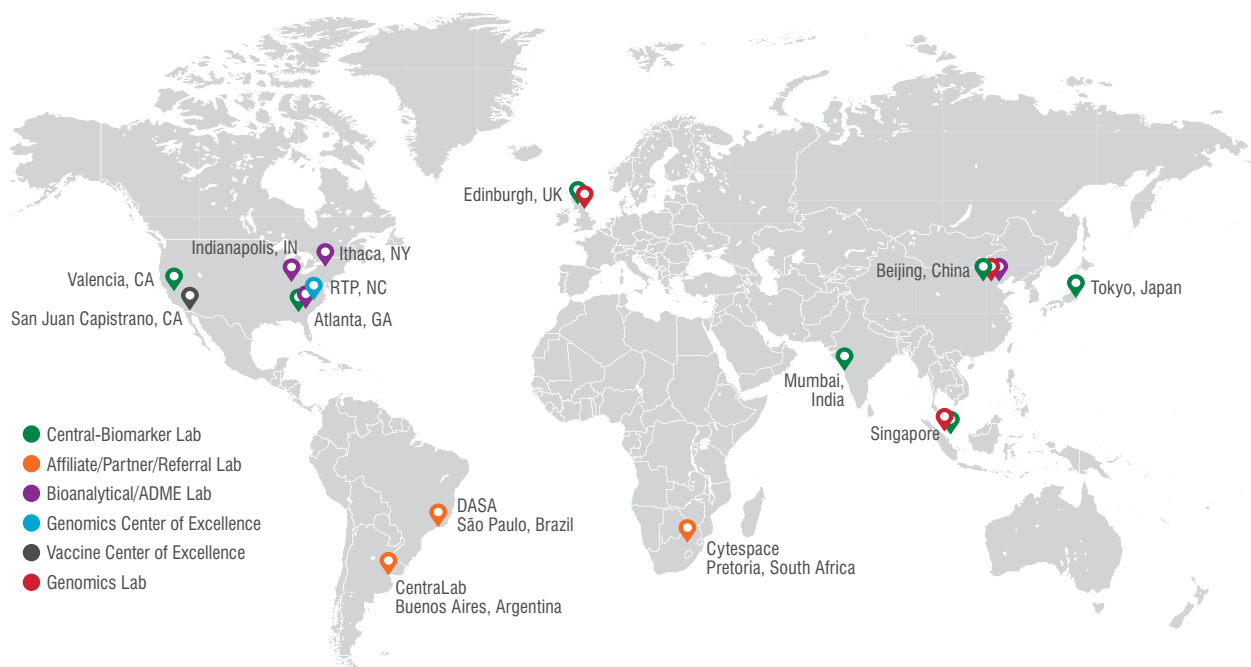 Edinburgh, UK
Indianapolis, IN
Ithaca, NY
Valencia, CA
RTP, NC
San Juan Capistrano, CA
Atlanta, GA
Beijing, China
Tokyo, Japan
Mumbai,
India
Singapore
Central-Biomarker Lab
Affiliate/Partner/Referral Lab
Bioanalytical/ADME Lab
Genomics Center of Excellence
Vaccine Center of Excellence
Genomics Lab
DASA
São Paulo, Brazil
CentraLab
Buenos Aires, Argentina
Cytespace
Pretoria, South Africa